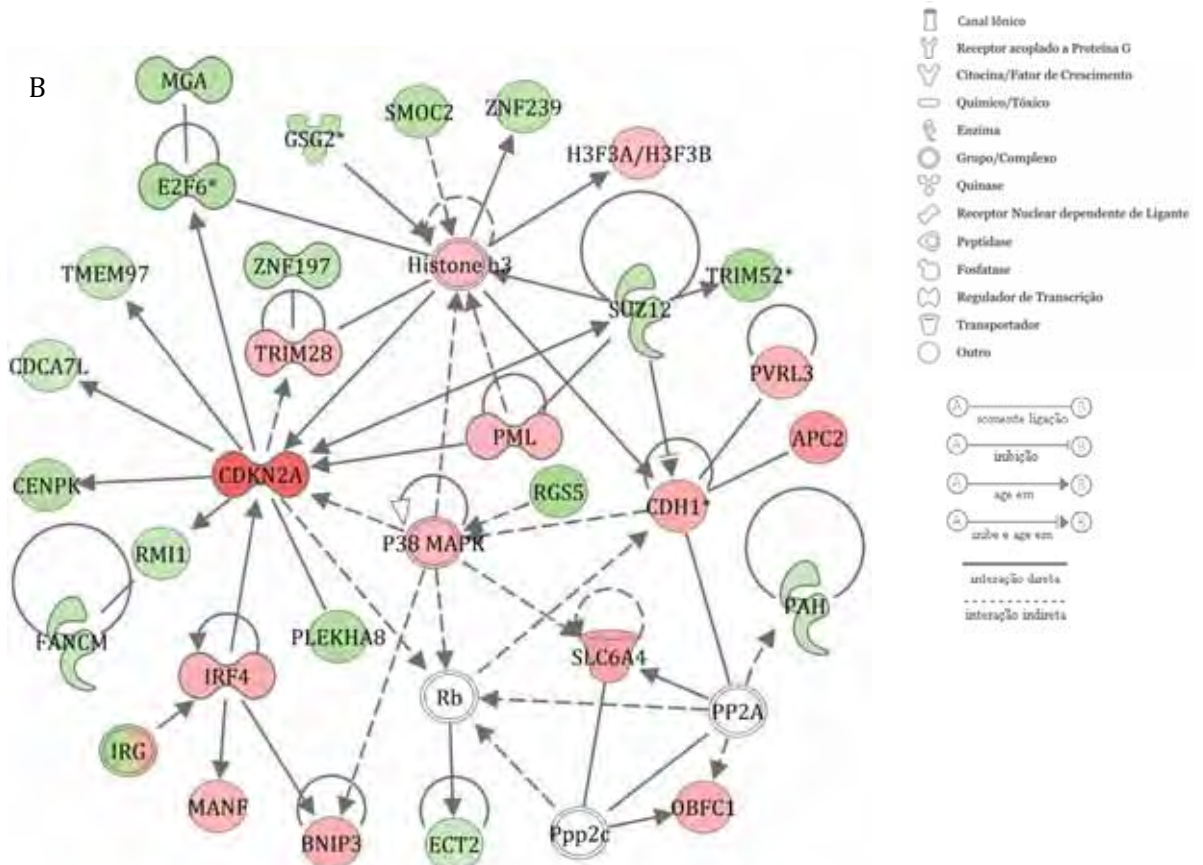 B
MGA
GSG2*
SMOC2
ZNF239
H3F3A/H3F3B
E2F6*
TMEM97
ZNF197
Histone h3
SUZ12
TRIM52*
CDCA7L
TRIM28
PVRL3
PML
APC2
CENPK
CDKN2A
RGS5
CDH1*
RMI1
P38 MAPK
FANCM
PLEKHA8
PAH
IRF4
SLC6A4
Rb
PP2A
IRG
MANF
BNIP3
ECT2
Ppp2c
OBFC1
Canal Iônico
Receptor acoplado a Proteína G
Citocina/Fator de Crescimento
Químico/Tóxico
Enzima
Grupo/Complexo
Quinase
Receptor Nuclear dependente de Ligante
Peptidase
Fosfatase
Regulador de Transcrição
Transportador
Outro
A B
somente ligação
A B
inibição
A B
age em
A B
inibe e age em
interação direta
interação indireta